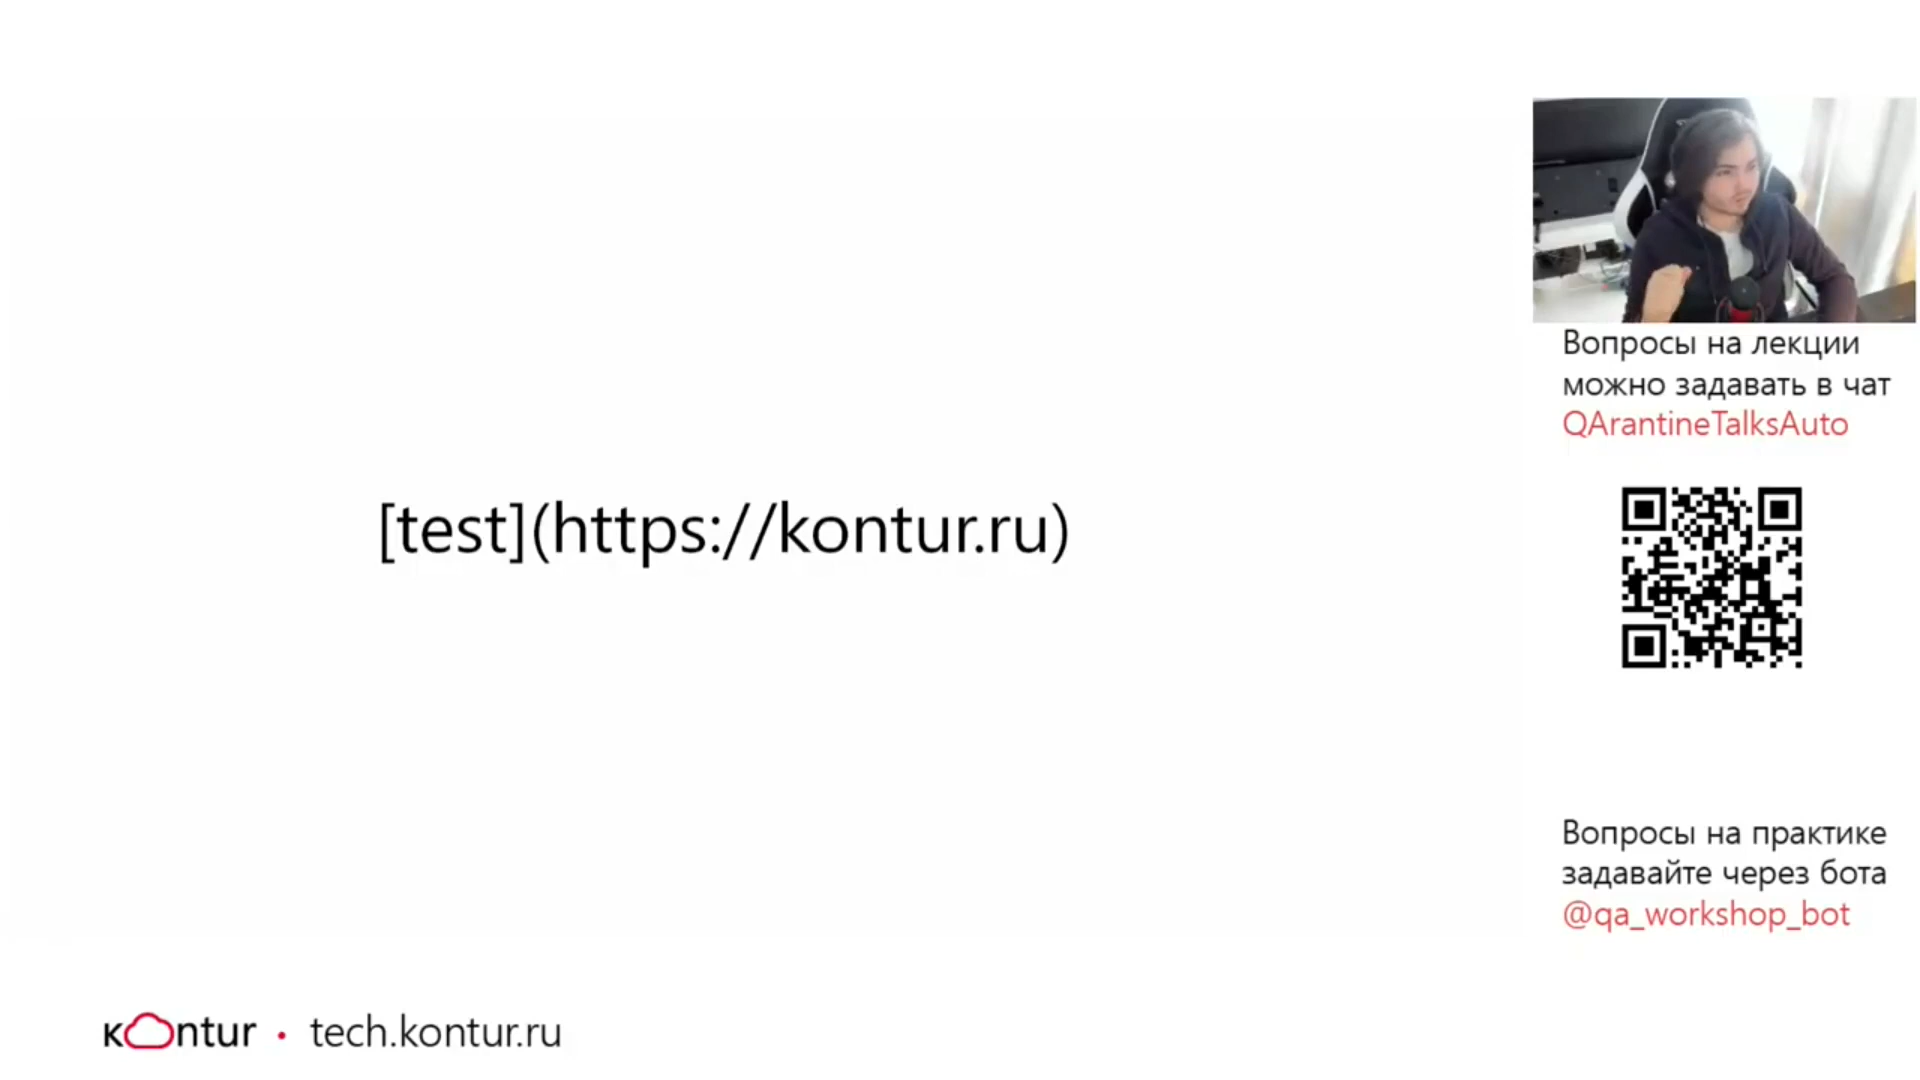 [test](https://kontur.ru)
Вопросы на лекции
можно задавать в чат
QArantineTalksAuto
Вопросы на практике
задавайте через бота
@qa_workshop_bot
кontur • tech.kontur.ru